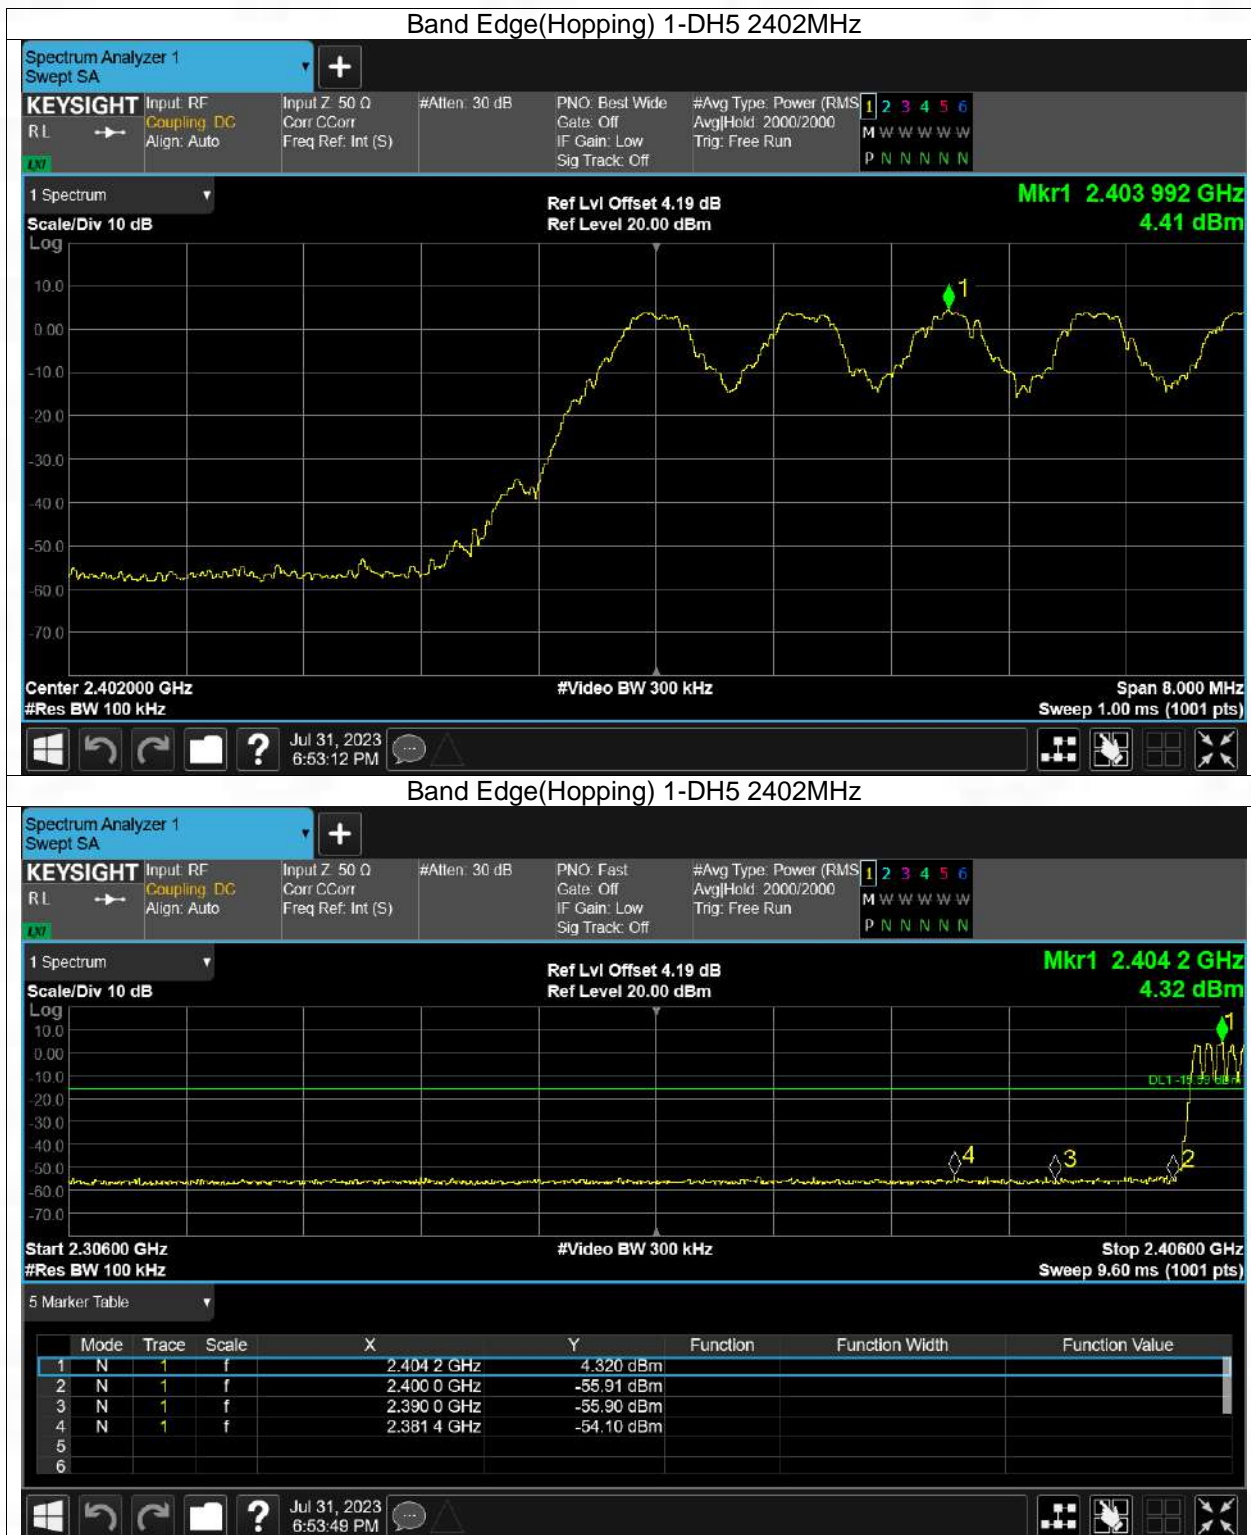 Band Edge(Hopping) 1-DH5 2402MHz
Spectrum Analyzer 1
Swept SA
KEYSIGHT Input: RF Input Z: 50 Ω #Atten: 30 dB PNO: Best Wide #Avg Type: Power (RMS 1 2 3 4 5 6
RL Coupling: DC Corr CCorr Gate: Off Avg|Hold: 2000/2000 M W W W W W
Align: Auto Freq Ref: Int (S) IF Gain: Low Trig: Free Run
LXI Sig Track: Off P N N N N N
1 Spectrum Ref Lvl Offset 4.19 dB Mkr1 2.403 992 GHz
Scale/Div 10 dB Ref Level 20.00 dBm 4.41 dBm
Log
1
10.0
0.00
-10.0
-20.0
-30.0
-40.0
-50.0
-60.0
-70.0
Center 2.402000 GHz #Video BW 300 kHz Span 8.000 MHz
#Res BW 100 kHz Sweep 1.00 ms (1001 pts)
? Jul 31, 2023
6:53:12 PM
Band Edge(Hopping) 1-DH5 2402MHz
Spectrum Analyzer 1
Swept SA
KEYSIGHT Input: RF Input Z: 50 Ω #Atten: 30 dB PNO: Fast #Avg Type: Power (RMS 1 2 3 4 5 6
RL Coupling: DC Corr CCorr Gate: Off Avg|Hold: 2000/2000 M W W W W W
Align: Auto Freq Ref: Int (S) IF Gain: Low Trig: Free Run
LXI Sig Track: Off P N N N N N
1 Spectrum Ref Lvl Offset 4.19 dB Mkr1 2.404 2 GHz
Scale/Div 10 dB Ref Level 20.00 dBm 4.32 dBm
Log
1
10.0
0.00
-10.0
DL1 -15.59 dBm
-20.0
-30.0
-40.0
4 3 2
-50.0
-60.0
-70.0
Start 2.30600 GHz #Video BW 300 kHz Stop 2.40600 GHz
#Res BW 100 kHz Sweep 9.60 ms (1001 pts)
5 Marker Table
Mode Trace Scale X Y Function Function Width Function Value
1 N 1 f 2.404 2 GHz 4.320 dBm
2 N 1 f 2.400 0 GHz -55.91 dBm
3 N 1 f 2.390 0 GHz -55.90 dBm
4 N 1 f 2.381 4 GHz -54.10 dBm
5
6
? Jul 31, 2023
6:53:49 PM